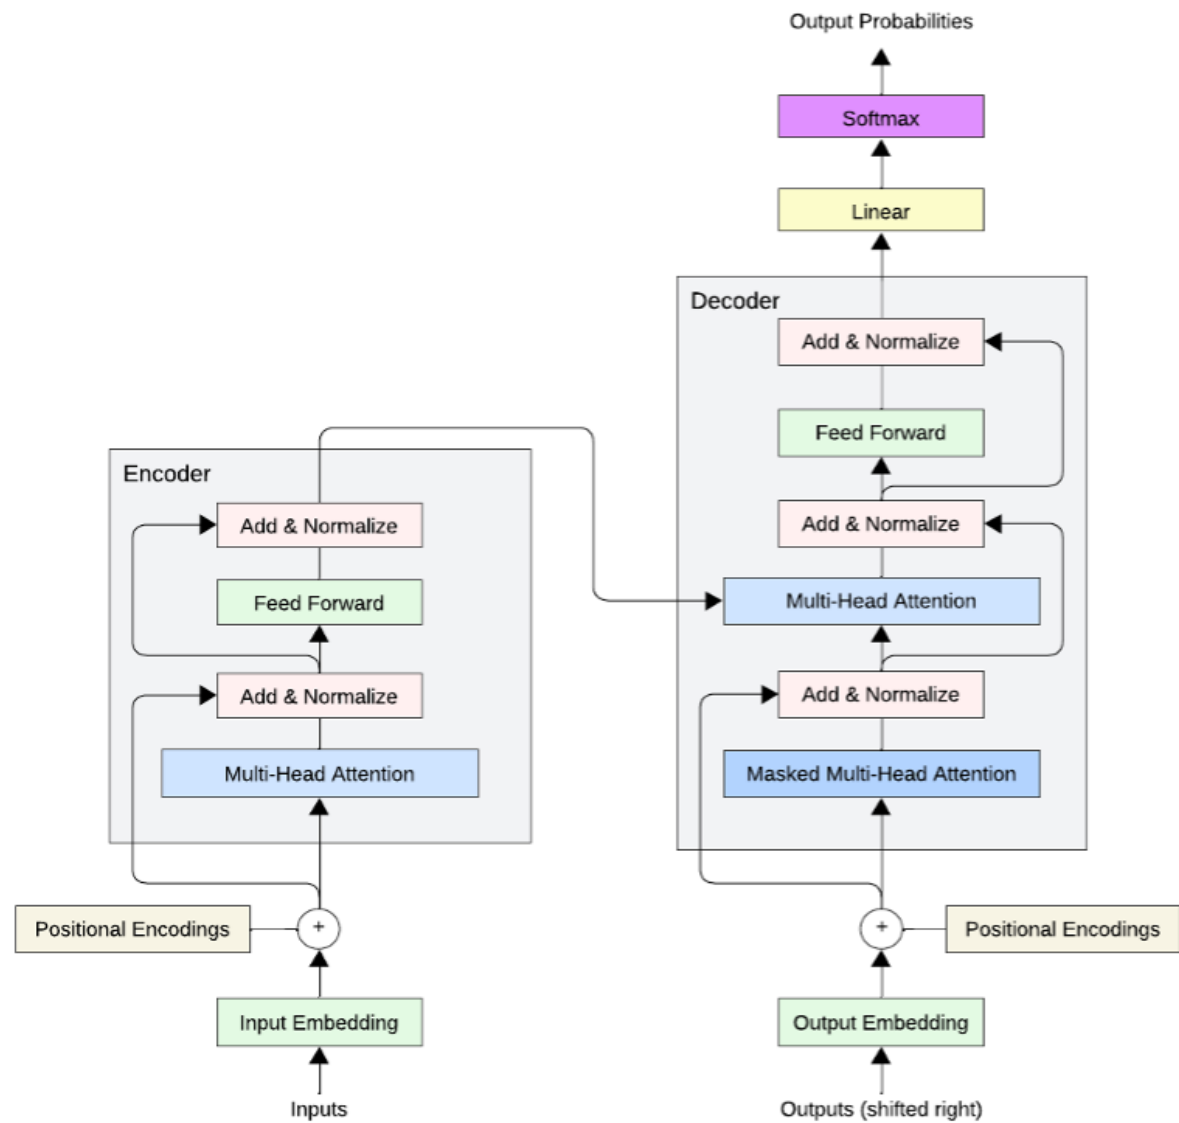 Output Probabilities
Softmax
Linear
Decoder
Add & Normalize
Feed Forward
Add & Normalize
Multi-Head Attention
Add & Normalize
Masked Multi-Head Attention
Encoder
Add & Normalize
Feed Forward
Add & Normalize
Multi-Head Attention
Positional Encodings
+
+
Positional Encodings
Input Embedding
Output Embedding
Inputs
Outputs (shifted right)